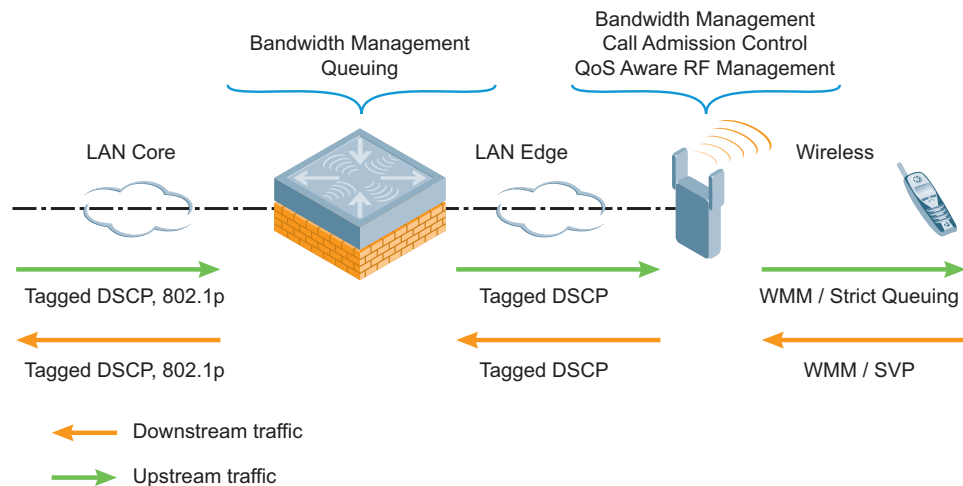 Bandwidth Management
Queuing
Bandwidth Management
Call Admission Control
QoS Aware RF Management
LAN Core
LAN Edge
Wireless
Tagged DSCP, 802.1p
Tagged DSCP
WMM / Strict Queuing
Tagged DSCP, 802.1p
Tagged DSCP
WMM / SVP
Downstream traffic
Upstream traffic